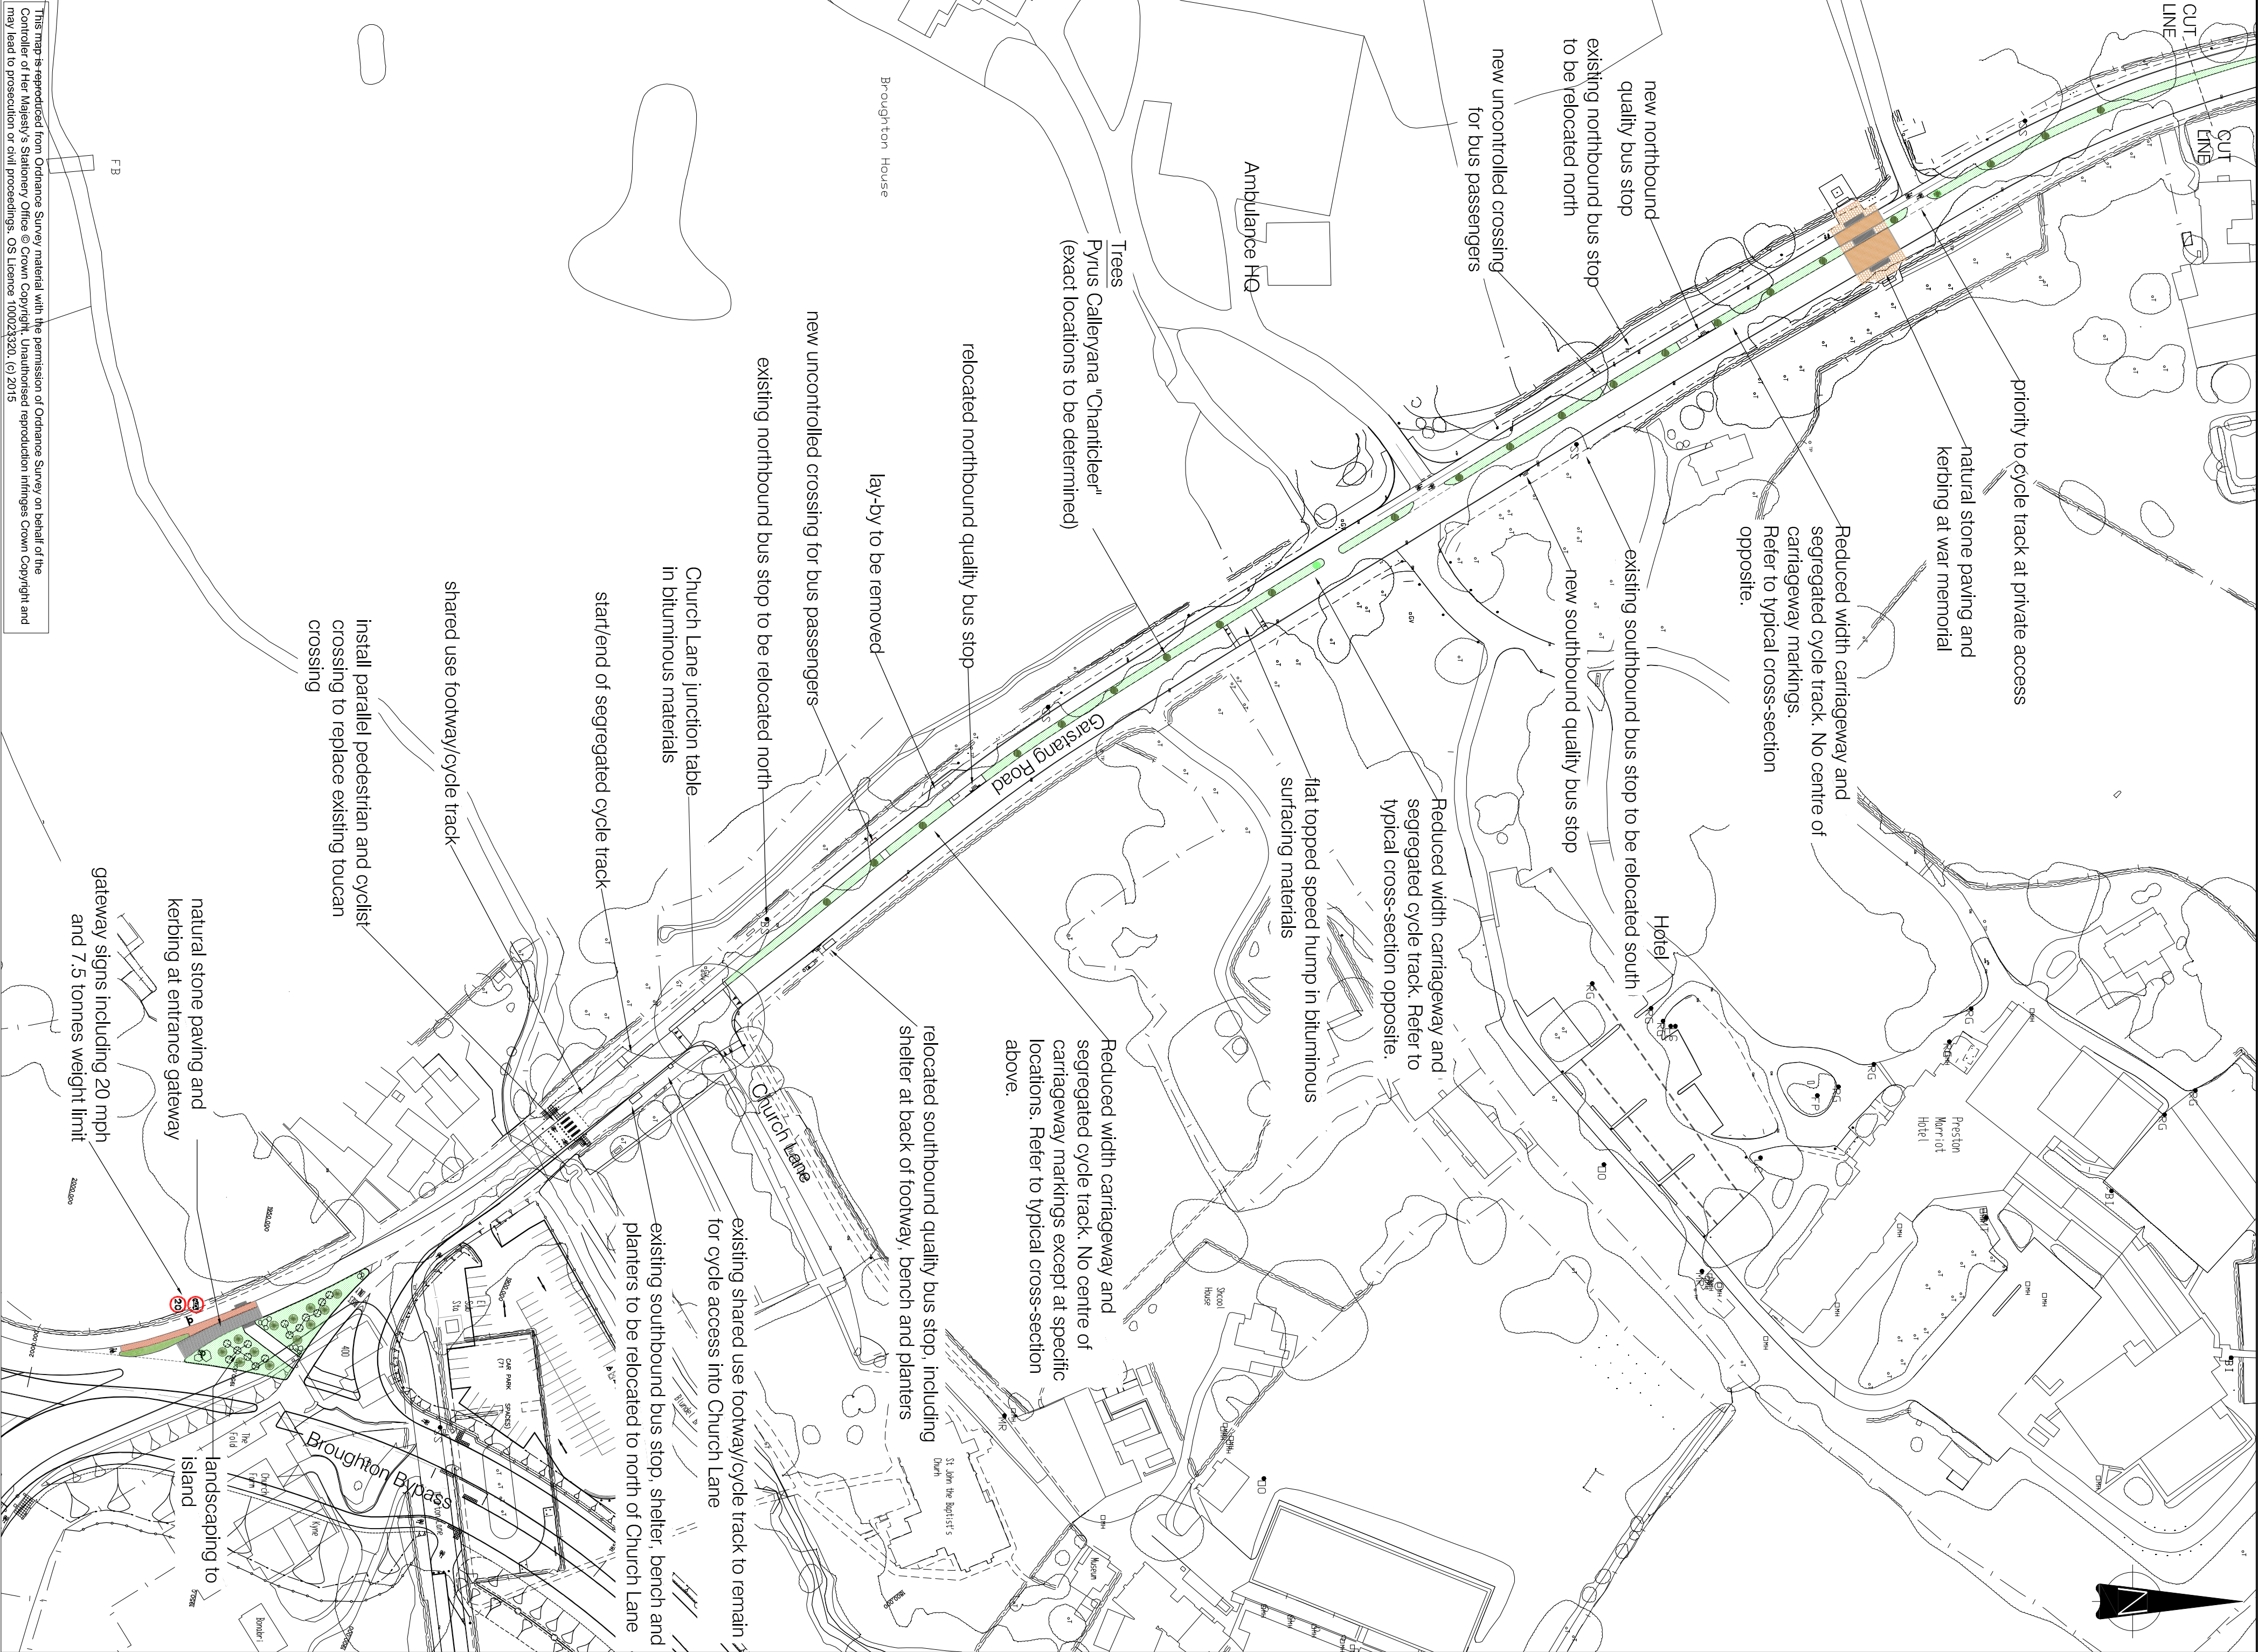 CUT
LINE
CUT
LINE
priority to cycle track at private access
natural stone paving and
kerbing at war memorial
Reduced width carriageway and
segregated cycle track. No centre of
carriageway markings.
Refer to typical cross-section
opposite.
new northbound
quality bus stop
existing northbound bus stop
to be relocated north
new uncontrolled crossing
for bus passengers
existing southbound bus stop to be relocated south
new southbound quality bus stop
Hotel
Preston
Marriot
Hotel
Ambulance HQ
Reduced width carriageway and
segregated cycle track. Refer to
typical cross-section opposite.
flat topped speed hump in bituminous
surfacing materials
Trees
Pyrus Calleryana "Chanticleer"
(exact locations to be determined)
Garstang Road
Reduced width carriageway and
segregated cycle track. No centre of
carriageway markings except at specific
locations. Refer to typical cross-section
above.
relocated northbound quality bus stop
relocated southbound quality bus stop, including
shelter at back of footway, bench and planters
Broughton House
lay-by to be removed
new uncontrolled crossing for bus passengers
existing northbound bus stop to be relocated north
Church Lane
School
House
St John the Baptist's
Church
Museum
Church Lane junction table
in bituminous materials
existing shared use footway/cycle track to remain
for cycle access into Church Lane
existing southbound bus stop, shelter, bench and
planters to be relocated to north of Church Lane
start/end of segregated cycle track
shared use footway/cycle track
install parallel pedestrian and cyclist
crossing to replace existing toucan
crossing
CAR PARK
(71
SPACES)
El
Sub
Sta
400
Broughton Bypass
The
Fold
Church
Farm
Kyne
Bonabri
natural stone paving and
kerbing at entrance gateway
landscaping to
island
gateway signs including 20 mph
and 7.5 tonnes weight limit
20
FB
N
This map is reproduced from Ordnance Survey material with the permission of Ordnance Survey on behalf of the
Controller of Her Majesty's Stationery Office © Crown Copyright. Unauthorised reproduction infringes Crown Copyright and
may lead to prosecution or civil proceedings. OS Licence 100023320. (c) 2015